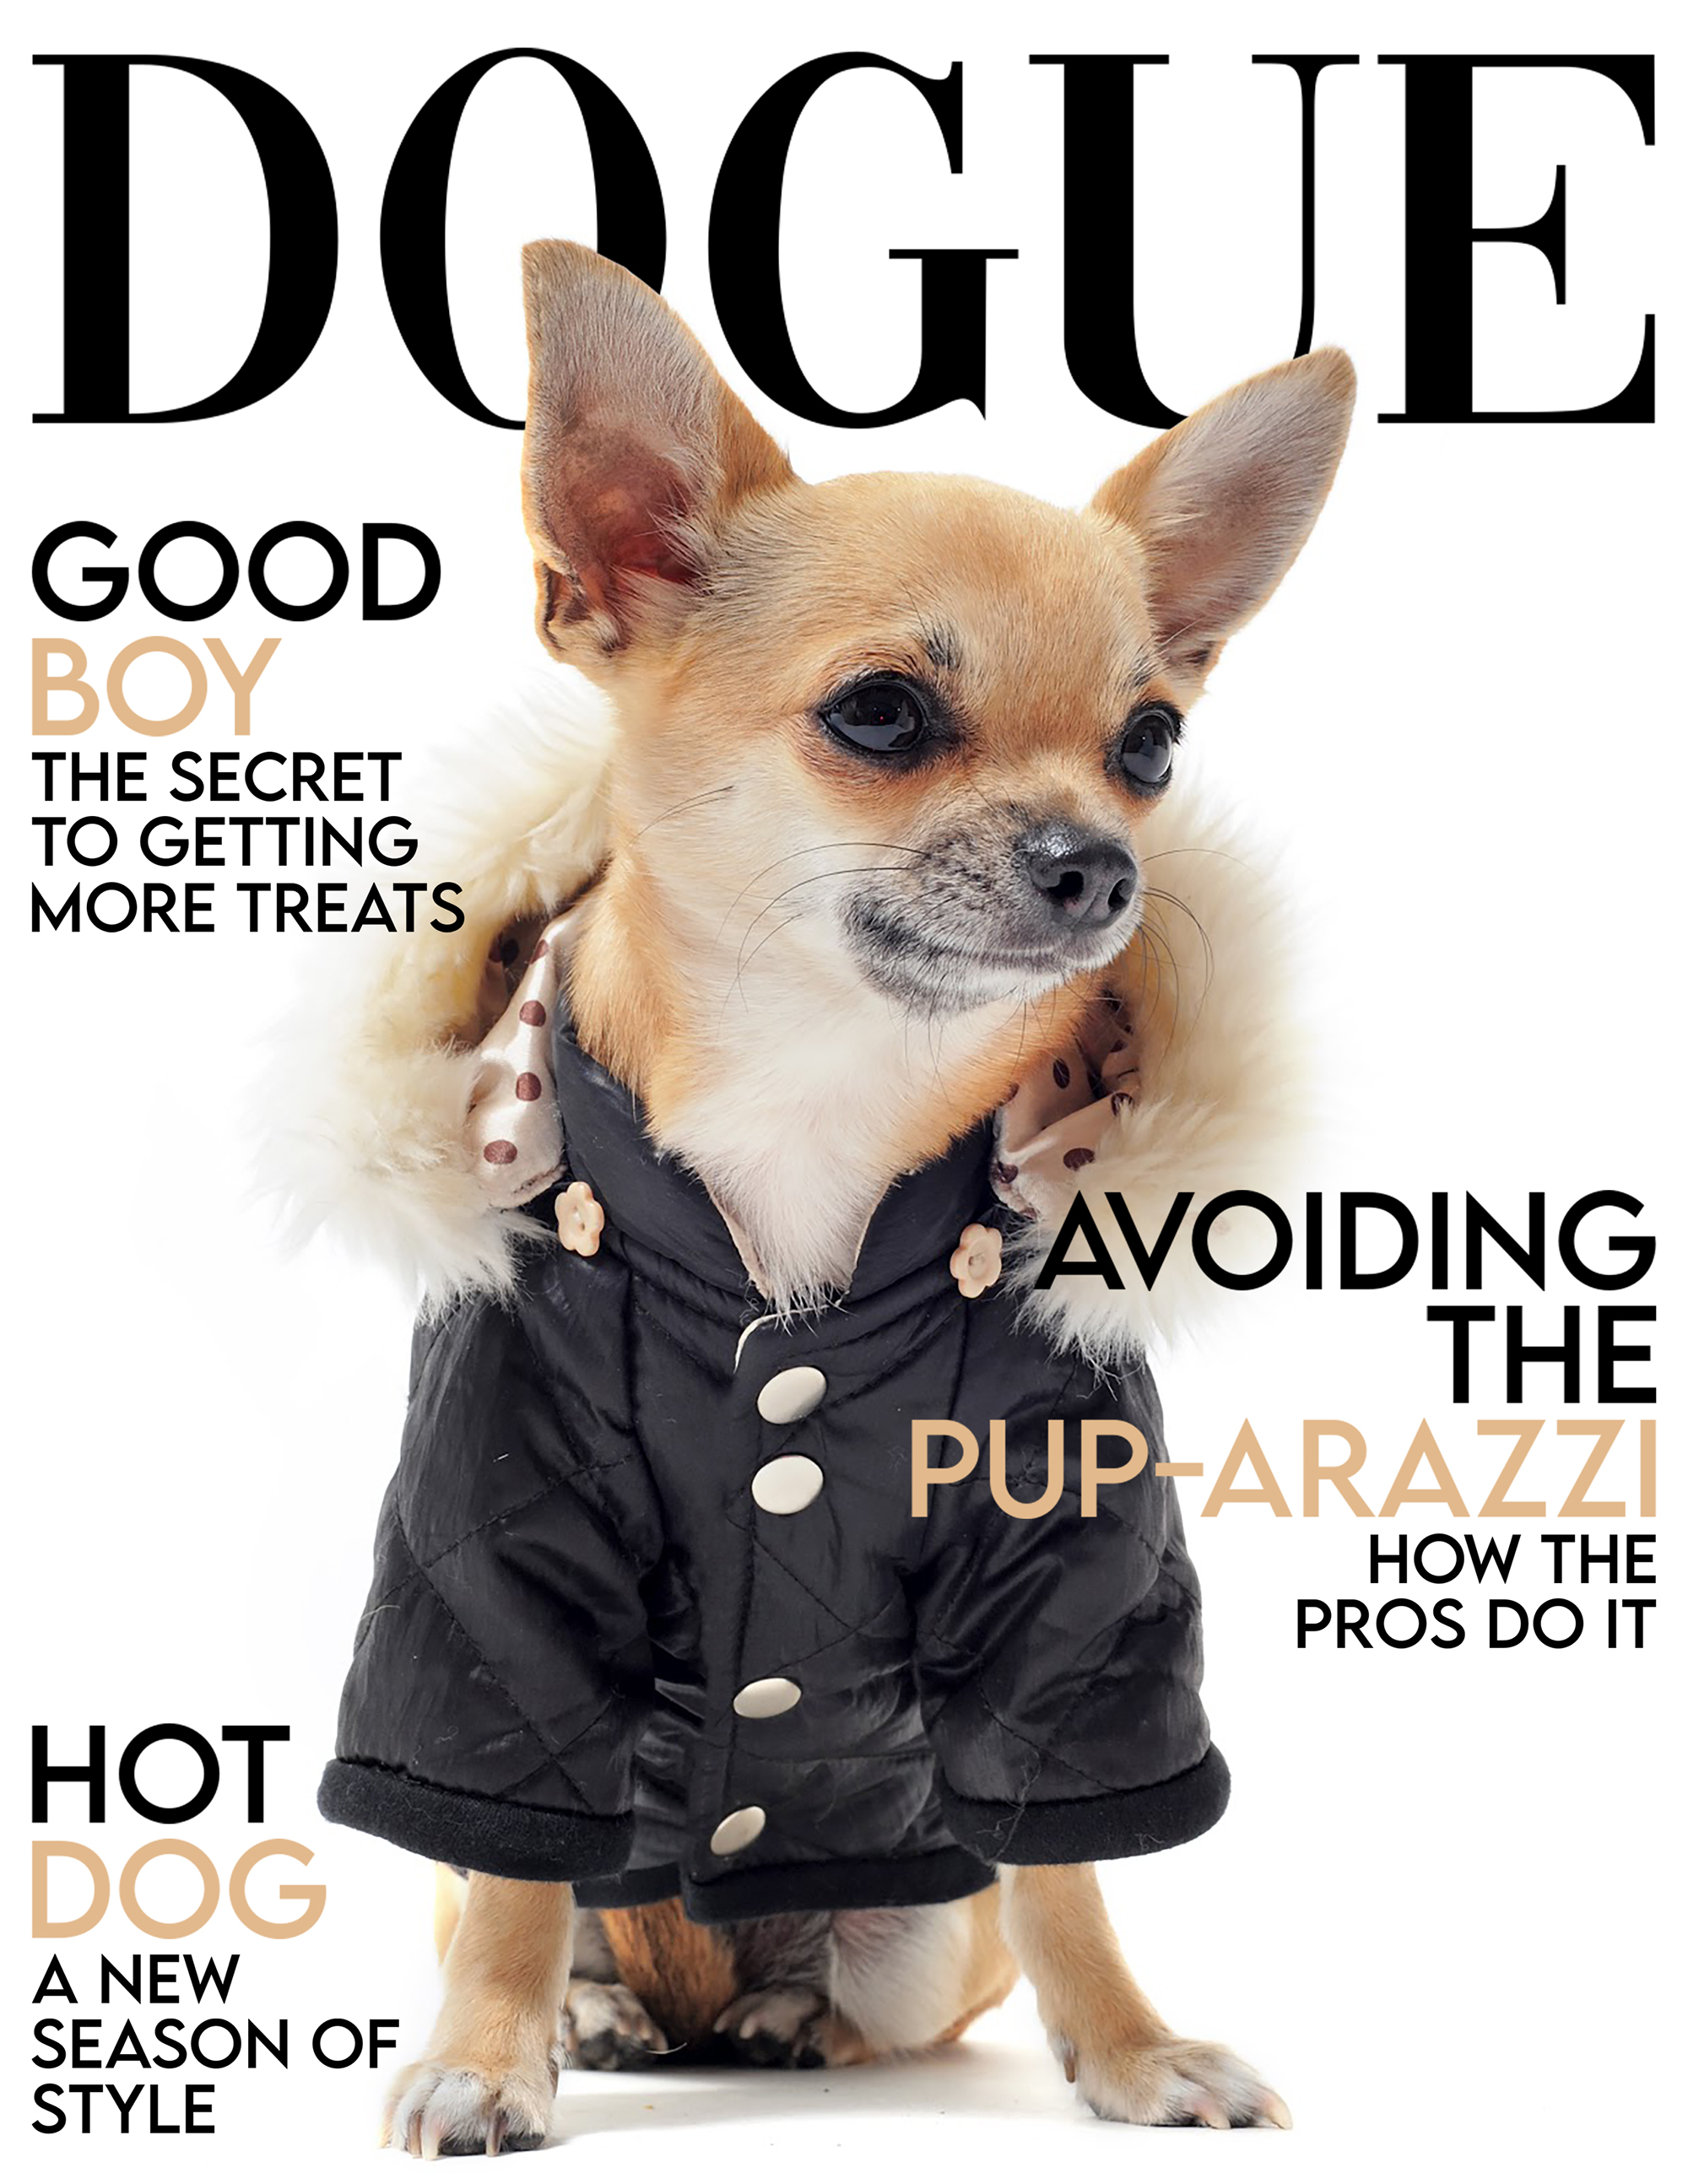 DOGUE
GOOD
BOY
THE SECRET
TO GETTING
MORE TREATS
AVOIDING
THE
PUP-ARAZZI
HOW THE
PROS DO IT
HOT
DOG
A NEW
SEASON OF
STYLE